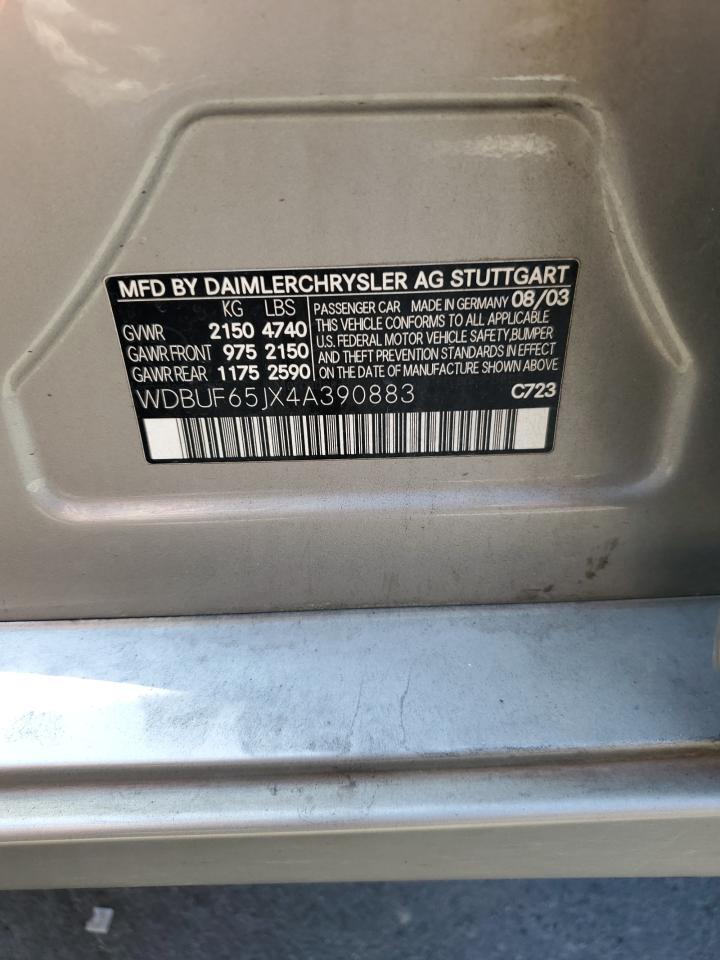 MFD BY DAIMLERCHRYSLER AG STUTTGART
KG LBS
GVWR 2150 4740
GAWR FRONT 975 2150
GAWR REAR 1175 2590
PASSENGER CAR MADE IN GERMANY 08/03
THIS VEHICLE CONFORMS TO ALL APPLICABLE
U.S. FEDERAL MOTOR VEHICLE SAFETY, BUMPER
AND THEFT PREVENTION STANDARDS IN EFFECT
ON THE DATE OF MANUFACTURE SHOWN ABOVE
WDBUF65JX4A390883 C723